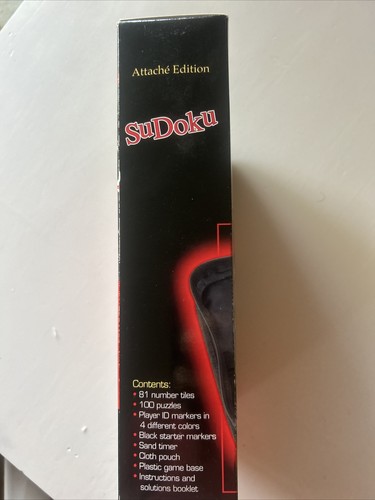 Attaché Edition
SuDoku
Contents:
• 81 number tiles
• 100 puzzles
• Player ID markers in
4 different colors
• Black starter markers
• Sand timer
• Cloth pouch
• Plastic game base
• Instructions and
solutions booklet